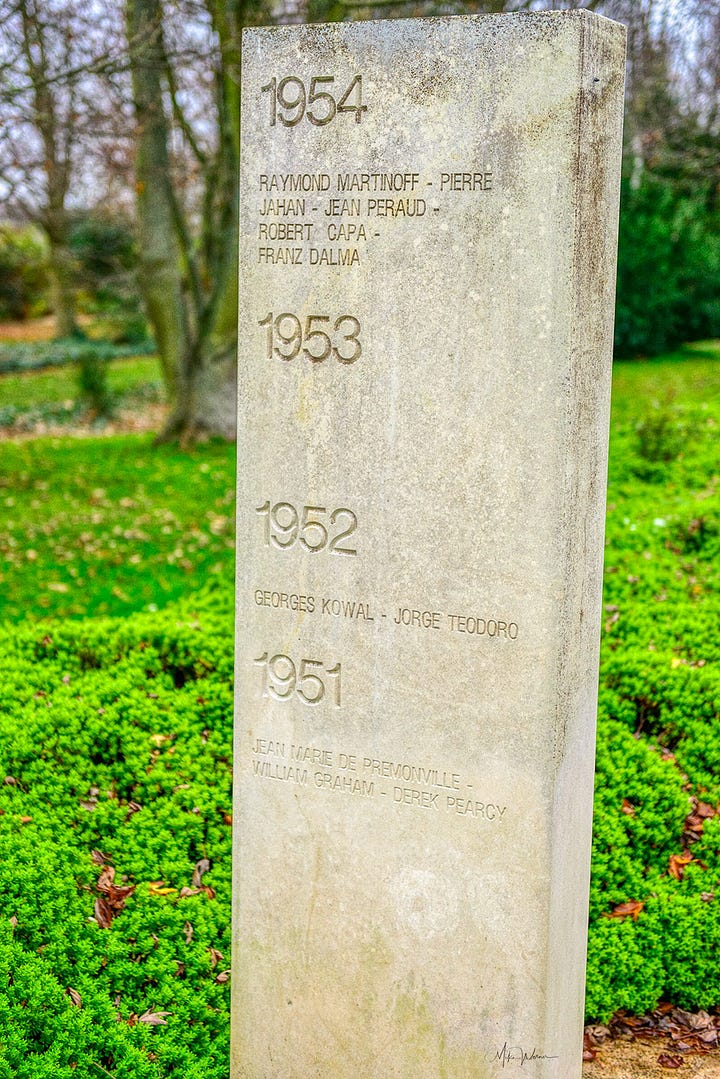 1954
RAYMOND MARTINOFF - PIERRE
JAHAN - JEAN PERAUD -
ROBERT CAPA -
FRANZ DALMA
1953
1952
GEORGES KOWAL - JORGE TEODORO
1951
JEAN MARIE DE PREMONVILLE -
WILLIAM GRAHAM - DEREK PEARCY